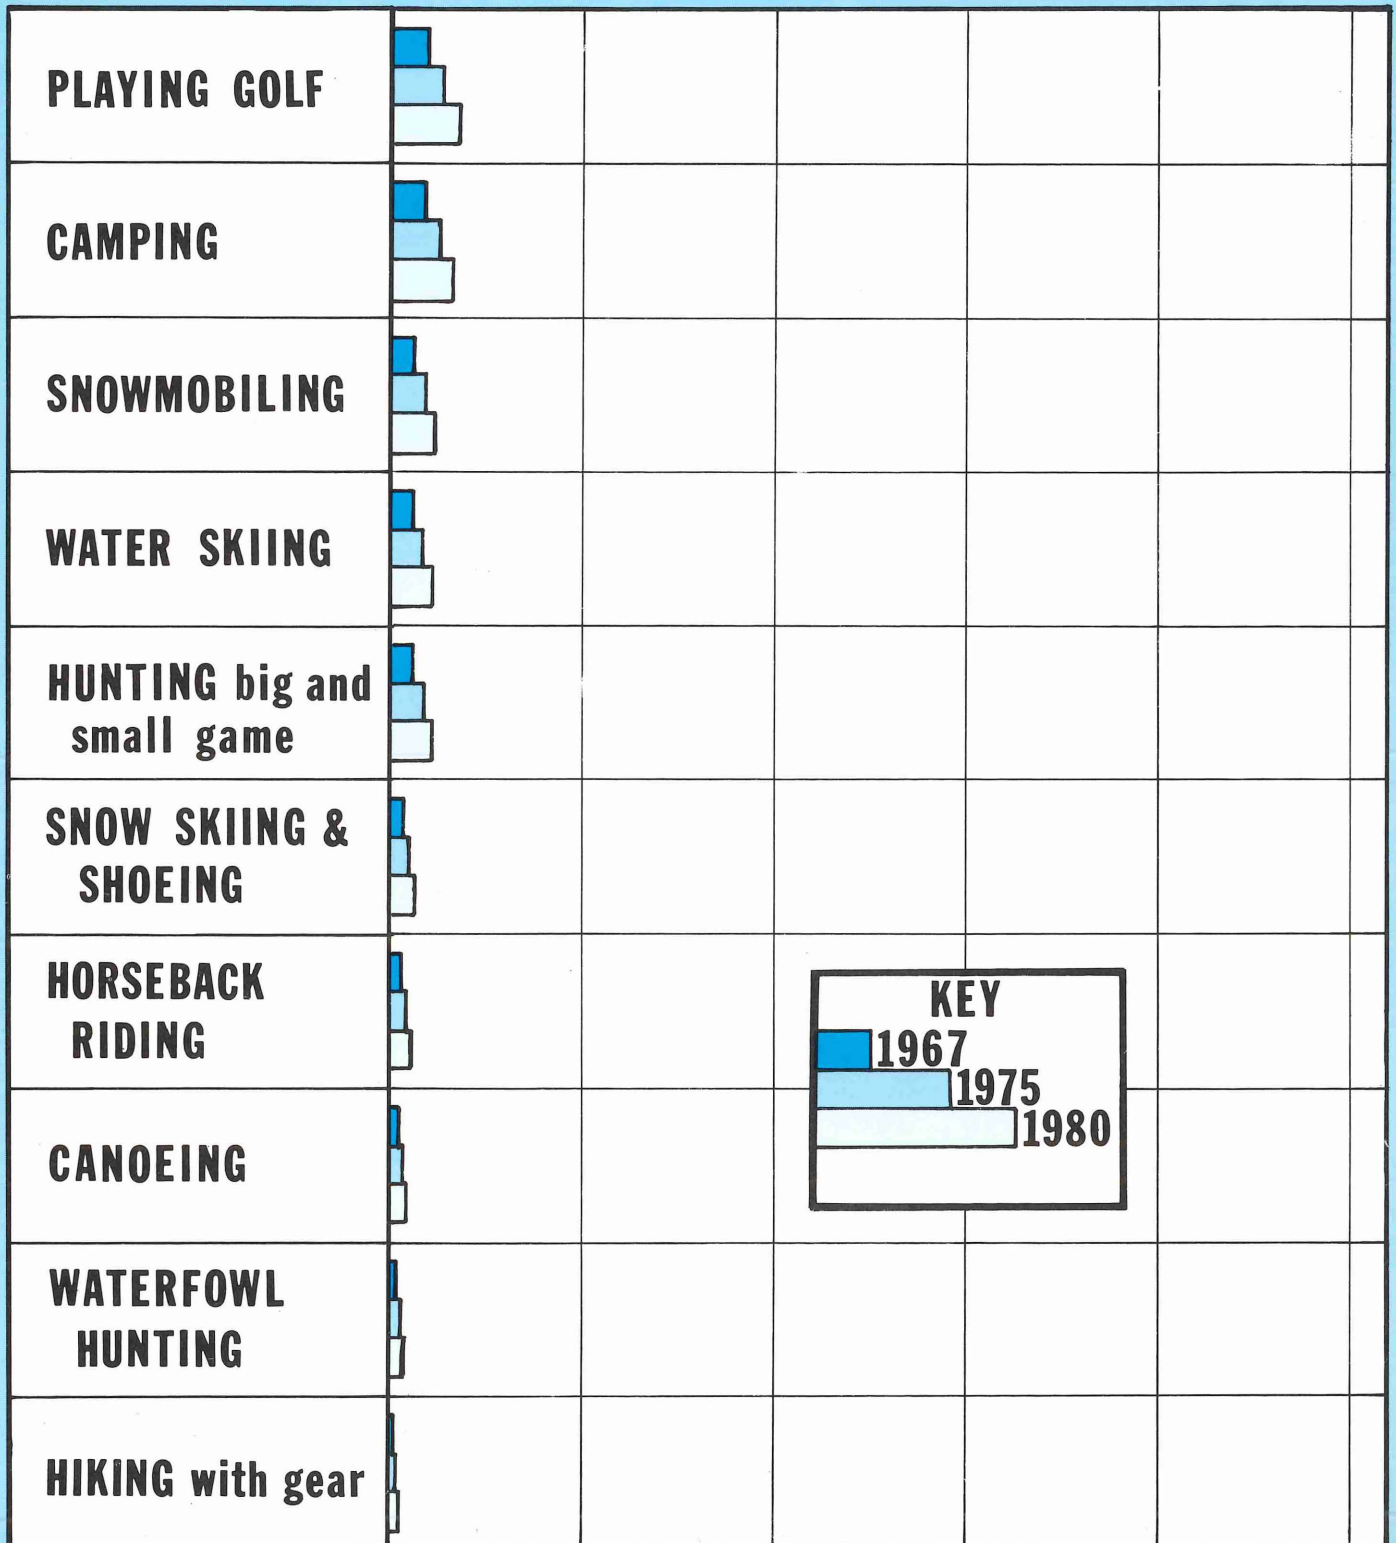 PLAYING GOLF
CAMPING
SNOWMOBILING
WATER SKIING
HUNTING big and
small game
SNOW SKIING &
SHOEING
HORSEBACK
RIDING
CANOEING
WATERFOWL
HUNTING
HIKING with gear
KEY
1967
1975
1980